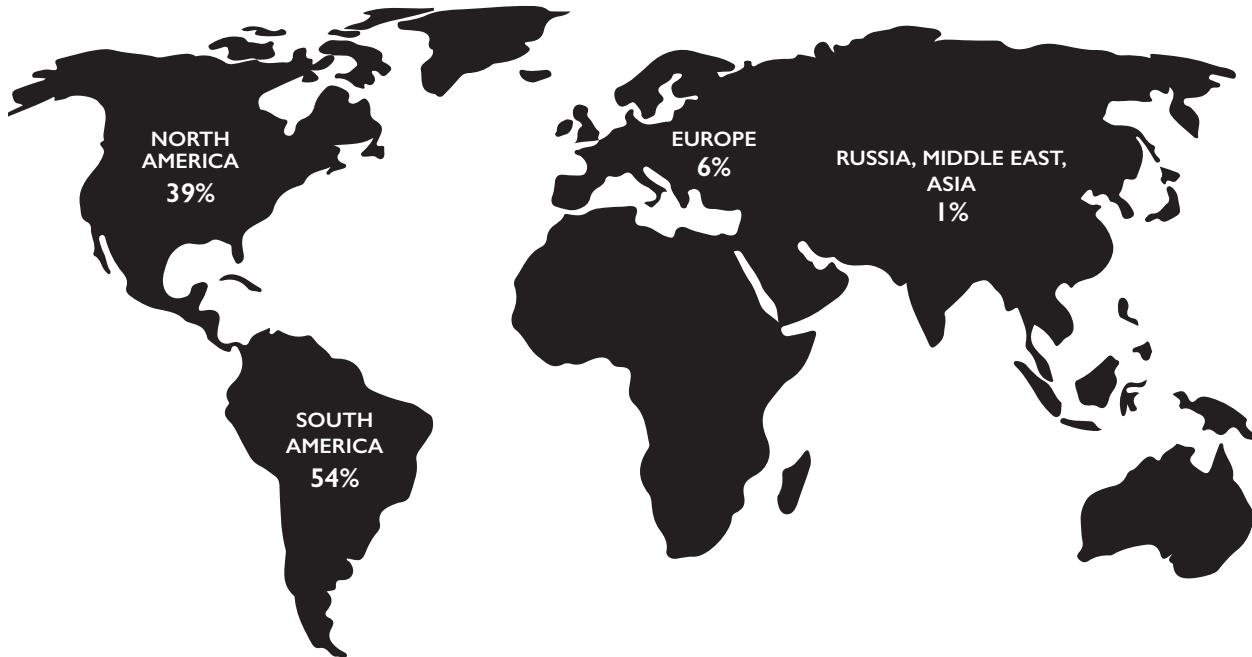 NORTH
AMERICA
39%
EUROPE
6%
RUSSIA, MIDDLE EAST,
ASIA
1%
SOUTH
AMERICA
54%